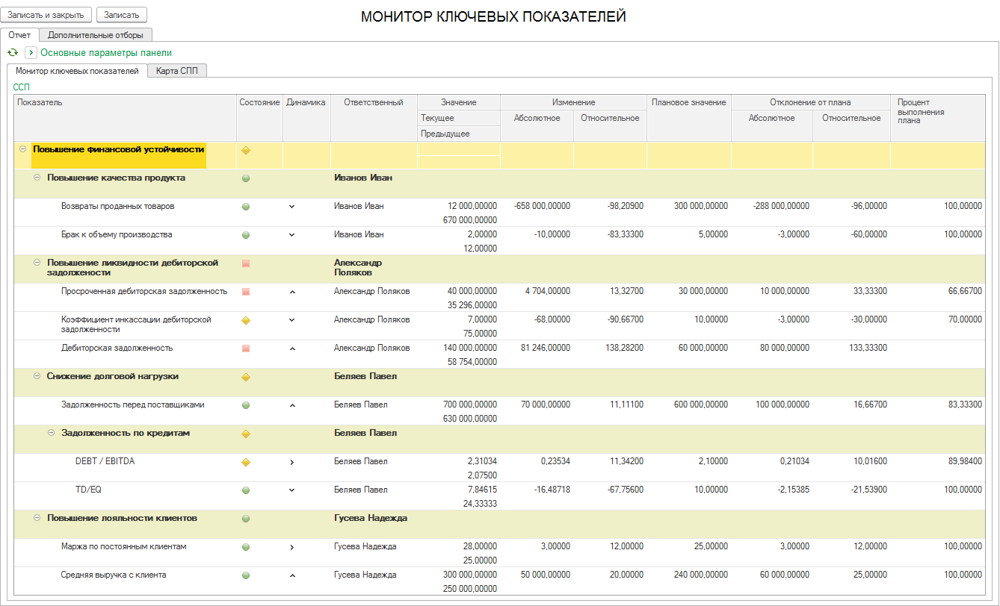 Записать и закрыть Записать
МОНИТОР КЛЮЧЕВЫХ ПОКАЗАТЕЛЕЙ
Отчет Дополнительные отборы
Основные параметры панели
Монитор ключевых показателей Карта СПП
ССП
Показатель Состояние Динамика Ответственный Значение Изменение Плановое значение Отклонение от плана Процент
выполнения
плана
Текущее Абсолютное Относительное Абсолютное Относительное
Предыдущее
Повышение финансовой устойчивости
Повышение качества продукта Иванов Иван
Возвраты проданных товаров Иванов Иван 12 000,00000 -658 000,00000 -98,20900 300 000,00000 -288 000,00000 -96,00000 100,00000
670 000,00000
Брак к объему производства Иванов Иван 2,00000 -10,00000 -83,33300 5,00000 -3,00000 -60,00000 100,00000
12,00000
Повышение ликвидности дебиторской Александр
задолжености Поляков
Просроченная дебиторская задолженность Александр Поляков 40 000,00000 4 704,00000 13,32700 30 000,00000 10 000,00000 33,33300 66,66700
35 296,00000
Коэффициент инкассации дебиторской Александр Поляков 7,00000 -68,00000 -90,66700 10,00000 -3,00000 -30,00000 70,00000
задолженности 75,00000
Дебиторская задолженность Александр Поляков 140 000,00000 81 246,00000 138,28200 60 000,00000 80 000,00000 133,33300
58 754,00000
Снижение долговой нагрузки Беляев Павел
Задолженность перед поставщиками Беляев Павел 700 000,00000 70 000,00000 11,11100 600 000,00000 100 000,00000 16,66700 83,33300
630 000,00000
Задолженность по кредитам Беляев Павел
DEBT / EBITDA Беляев Павел 2,31034 0,23534 11,34200 2,10000 0,21034 10,01600 89,98400
2,07500
TD/EQ Беляев Павел 7,84615 -16,48718 -67,75600 10,00000 -2,15385 -21,53900 100,00000
24,33333
Повышение лояльности клиентов Гусева Надежда
Маржа по постоянным клиентам Гусева Надежда 28,00000 3,00000 12,00000 25,00000 3,00000 12,00000 100,00000
25,00000
Средняя выручка с клиента Гусева Надежда 300 000,00000 50 000,00000 20,00000 240 000,00000 60 000,00000 25,00000 100,00000
250 000,00000